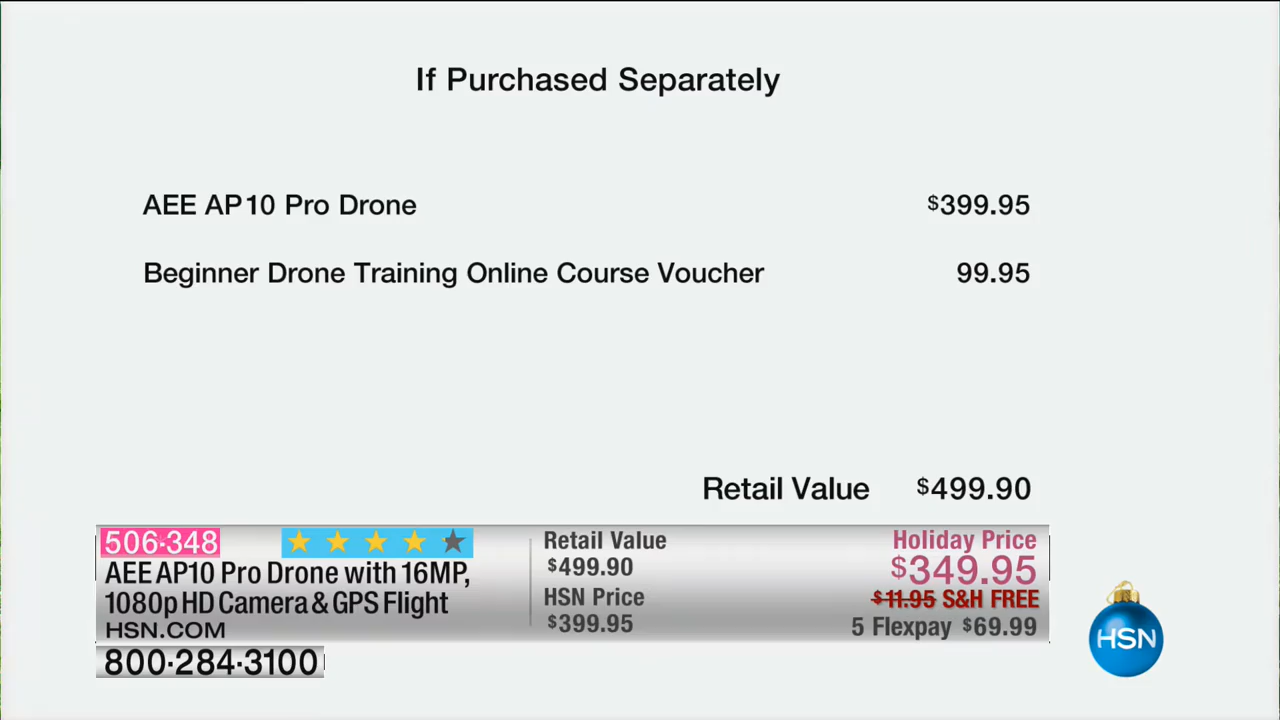 If Purchased Separately
AEE AP10 Pro Drone $399.95
Beginner Drone Training Online Course Voucher 99.95
Retail Value $499.90
506-348
AEE AP10 Pro Drone with 16MP,
1080p HD Camera & GPS Flight
HSN.COM
800-284-3100
Retail Value
$499.90
HSN Price
$399.95
Holiday Price
$349.95
$11.95 S&H FREE
5 Flexpay $69.99
HSN